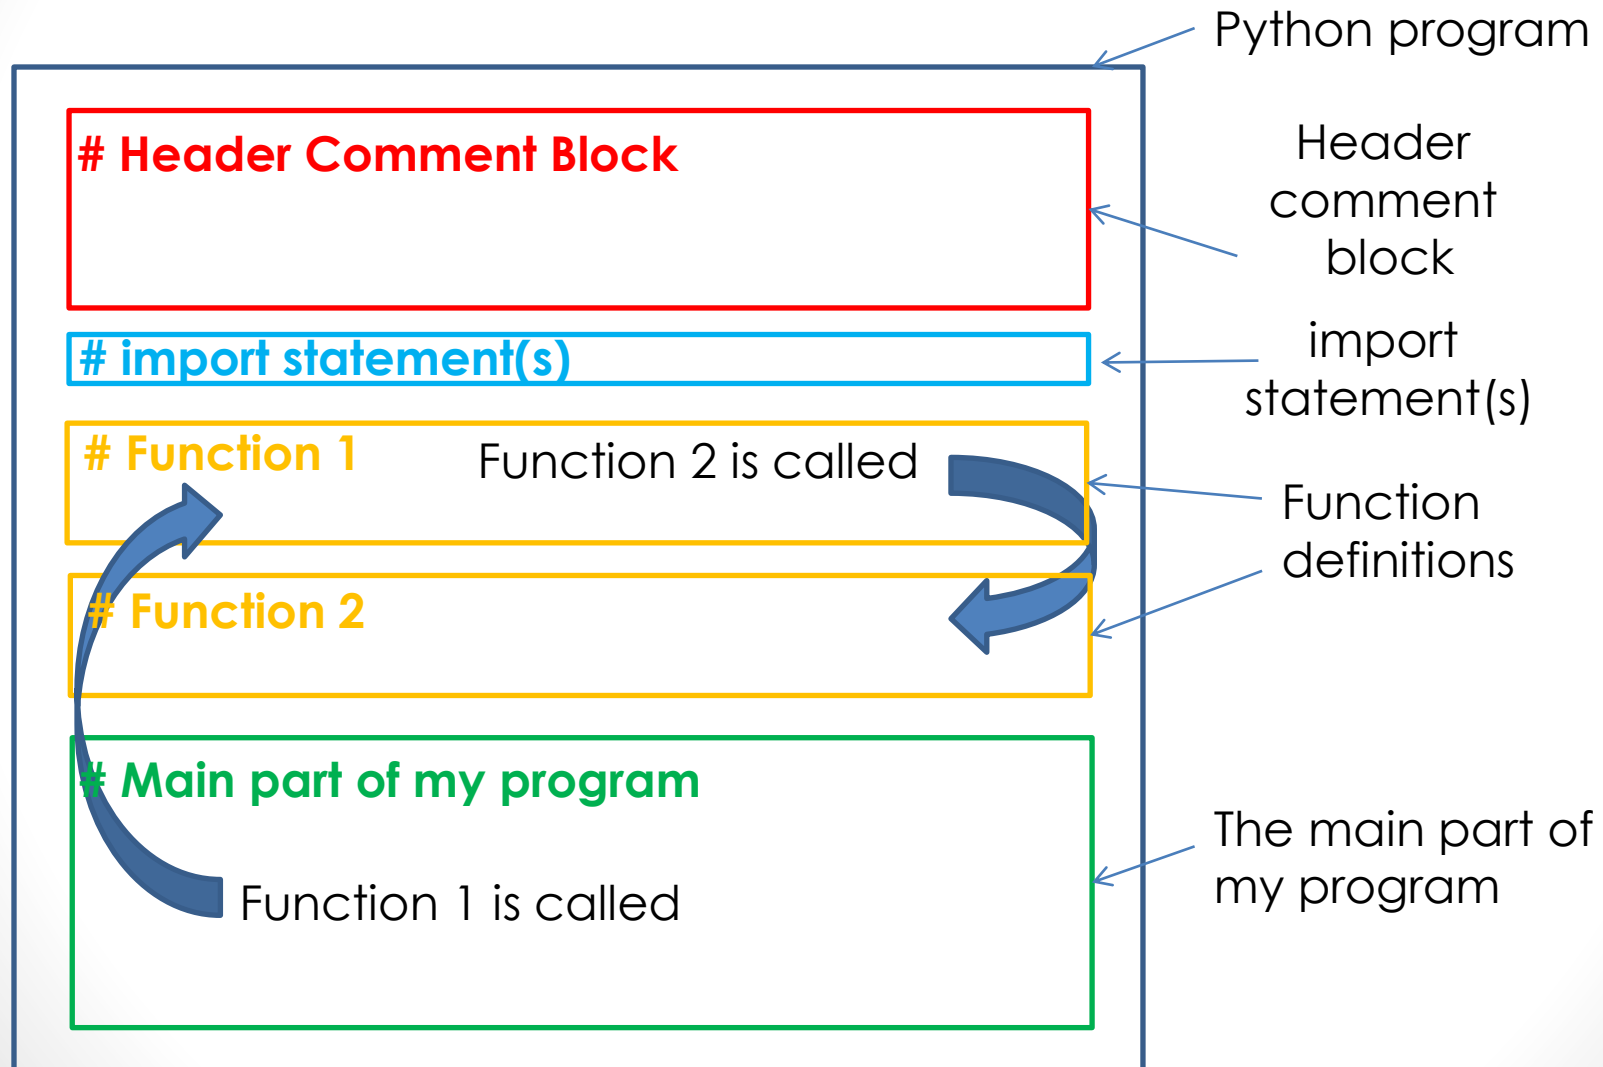 Python program
# Header Comment Block
Header
comment
block
# import statement(s)
import
statement(s)
# Function 1
Function 2 is called
Function
definitions
# Function 2
# Main part of my program
Function 1 is called
The main part of
my program